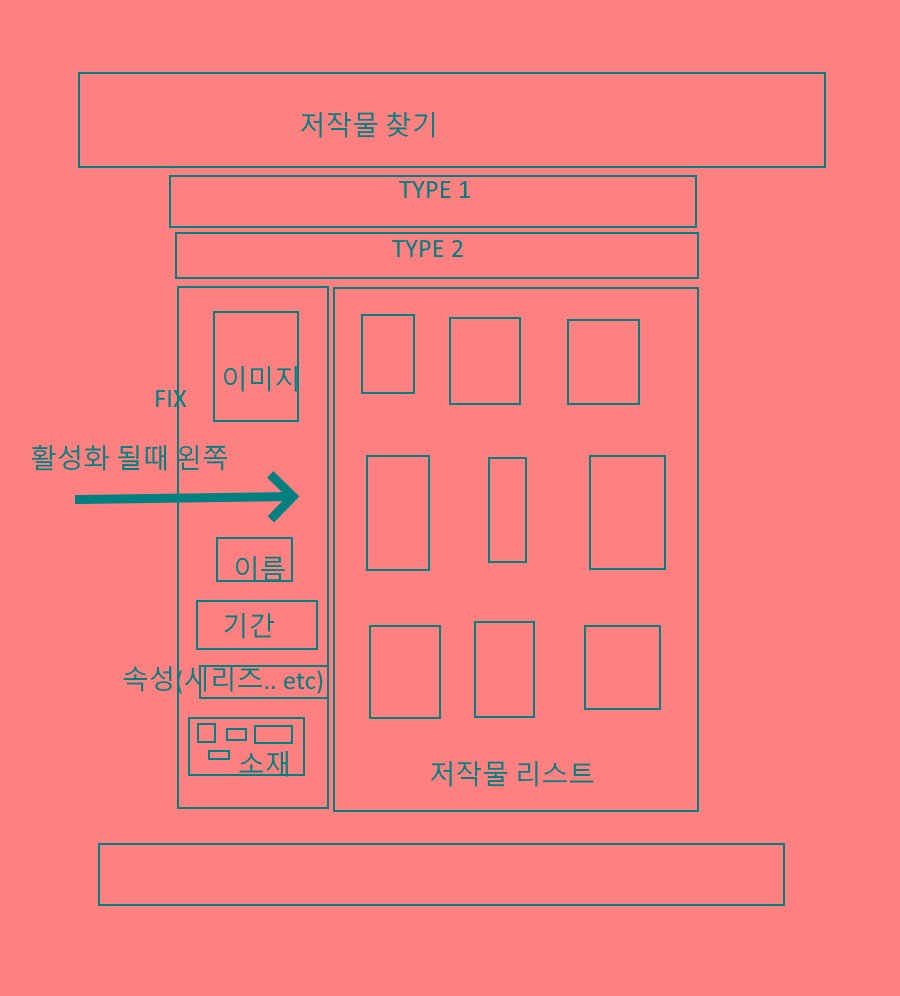 저작물 찾기
TYPE 1
TYPE 2
이미지
FIX
활성화 될때 왼쪽
이름
기간
속성(시리즈.. etc)
소재
저작물 리스트